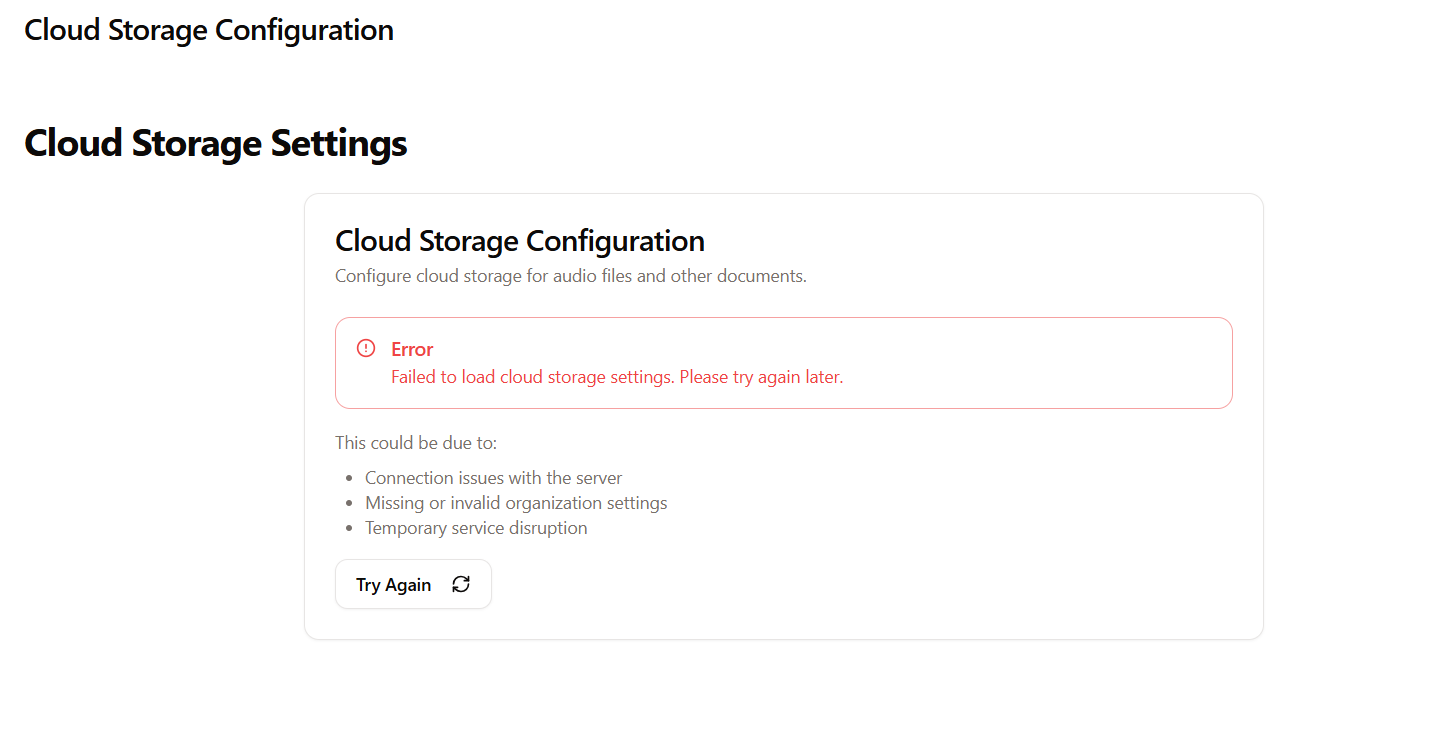 Cloud Storage Configuration
Cloud Storage Settings
Cloud Storage Configuration
Configure cloud storage for audio files and other documents.
Error
Failed to load cloud storage settings. Please try again later.
This could be due to:
Connection issues with the server
Missing or invalid organization settings
Temporary service disruption
Try Again